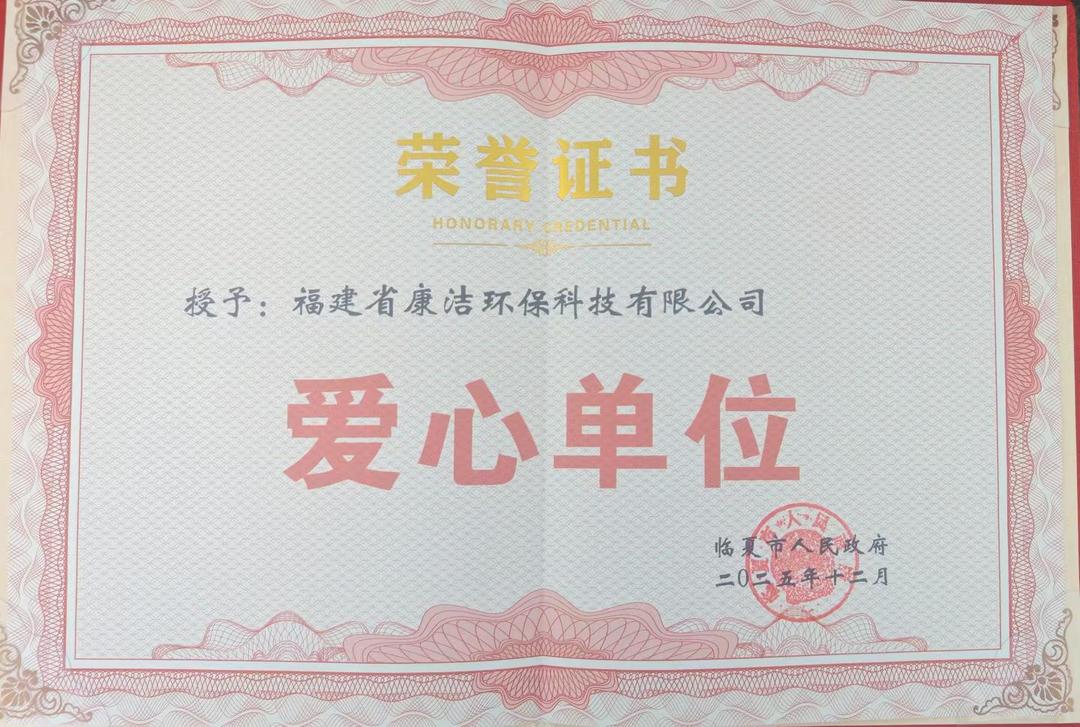 荣誉证书
HONORARY CREDENTIAL
授予：福建省康洁环保科技有限公司
爱心单位
临夏市人民政府
二〇二五年十二月